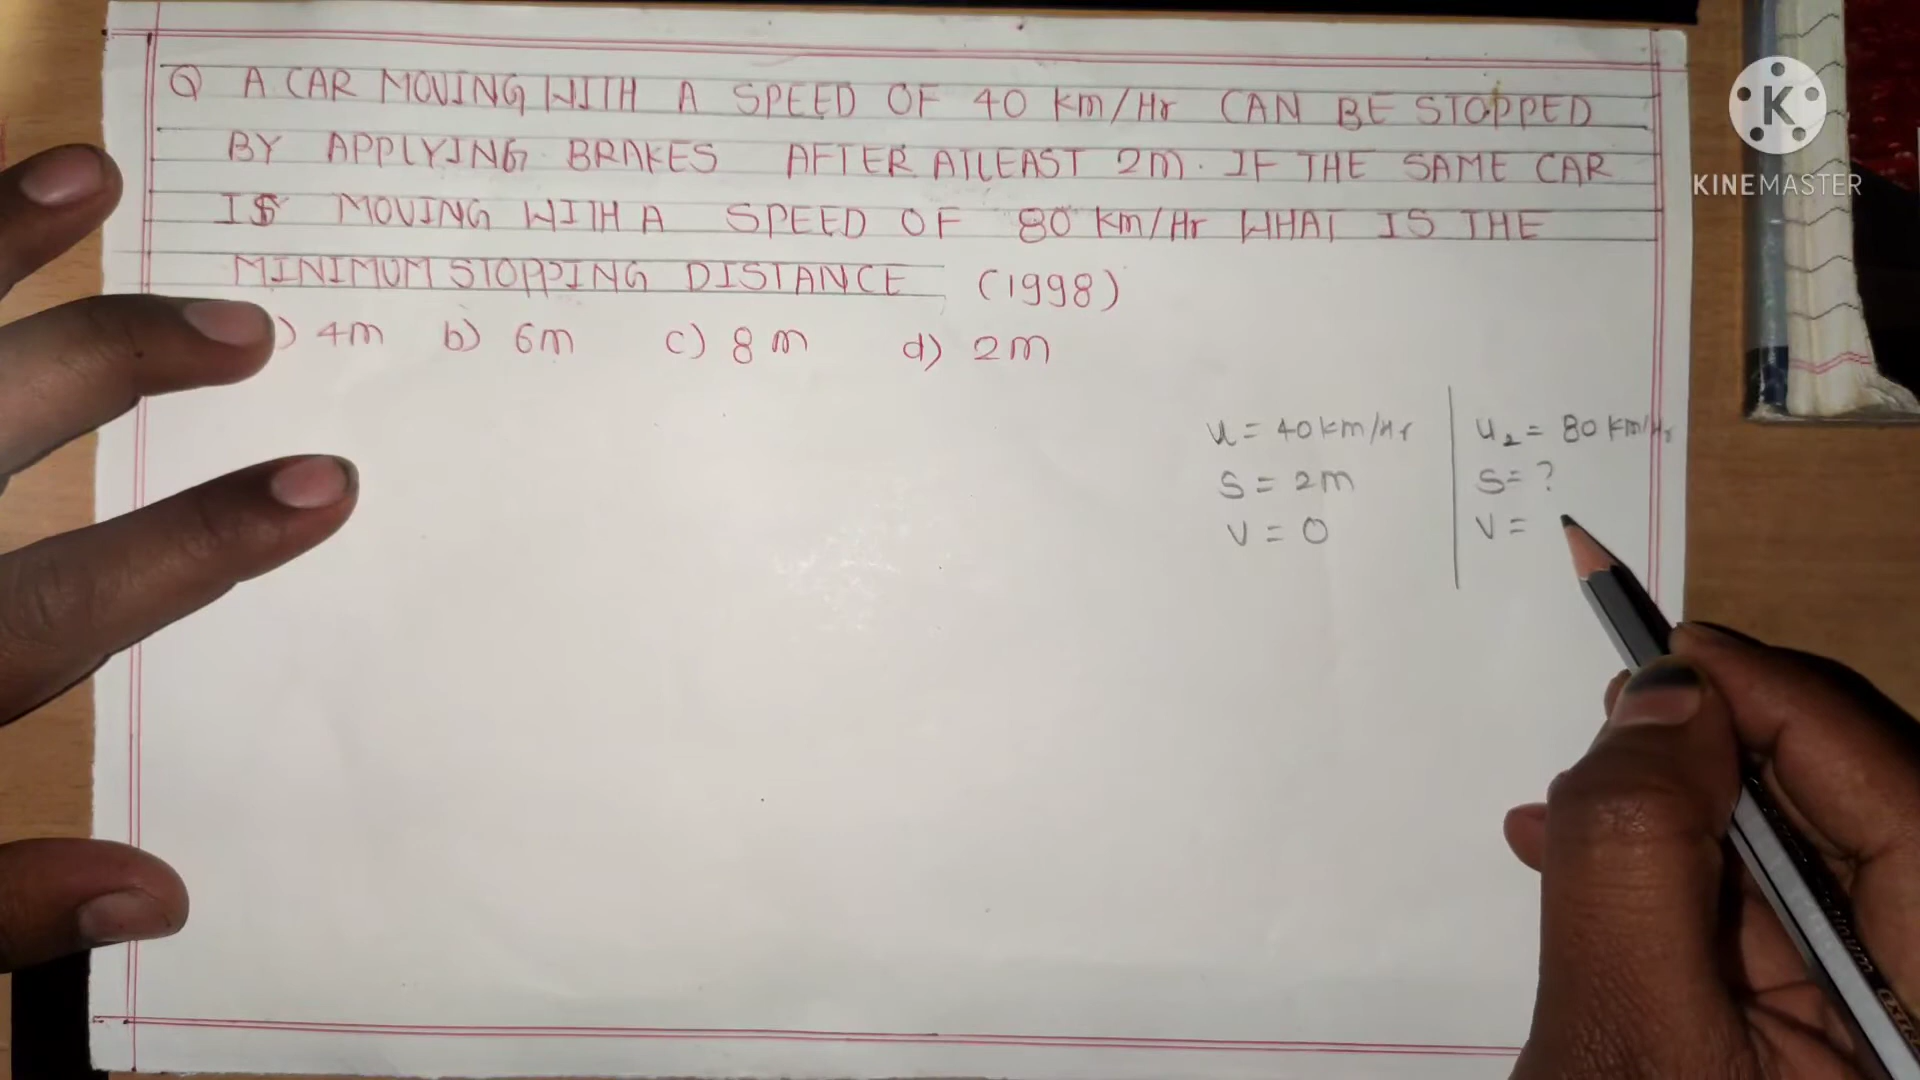 Q A CAR MOVING WITH A SPEED OF 40 Km/Hr CAN BE STOPPED
BY APPLYING BRAKES AFTER ATLEAST 2M. IF THE SAME CAR
IS MOVING WITH A SPEED OF 80 Km/Hr WHAT IS THE
MINIMUM STOPPING DISTANCE (1998)
) 4m b) 6m c) 8m d) 2m
u = 40 km/Hr
S = 2m
V = 0
u2 = 80 km/Hr
S = ?
V =
K
KINEMASTER